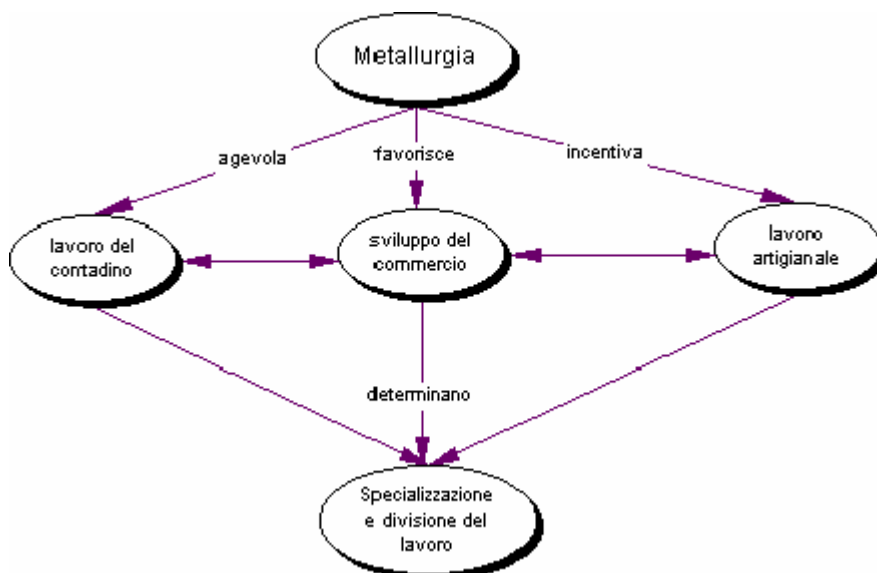 Metallurgia
agevola
favorisce
incentiva
lavoro del
contadino
sviluppo del
commercio
lavoro
artigianale
determinano
Specializzazione
e divisione del
lavoro